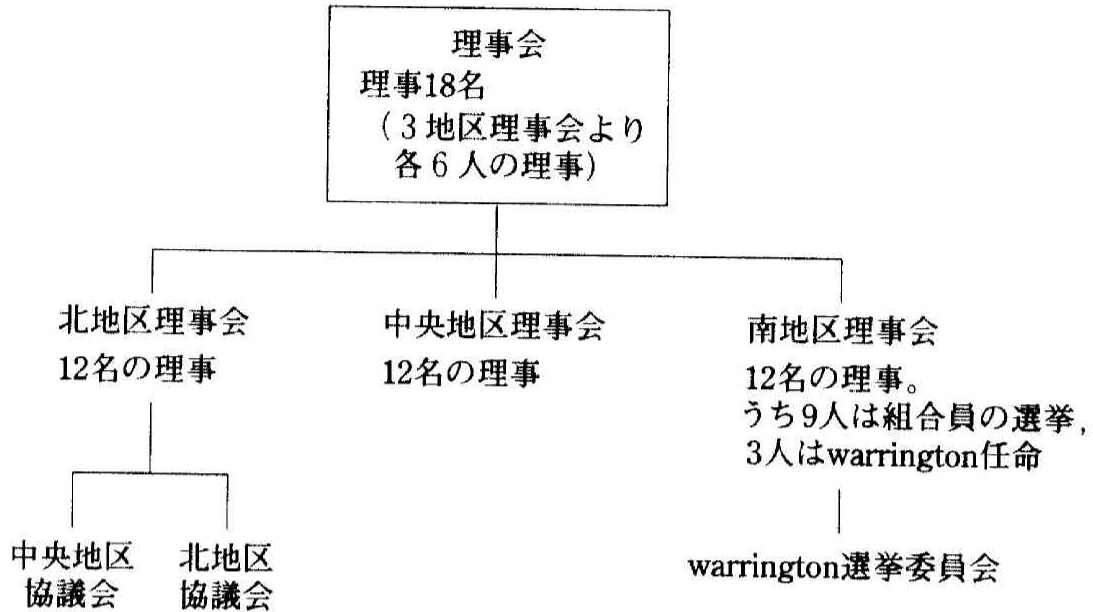 理事会
理事18名
(3地区理事会より
各6人の理事)
北地区理事会
12名の理事
中央地区理事会
12名の理事
南地区理事会
12名の理事。
うち9人は組合員の選挙,
3人はwarrington任命
中央地区
協議会
北地区
協議会
warrington選挙委員会